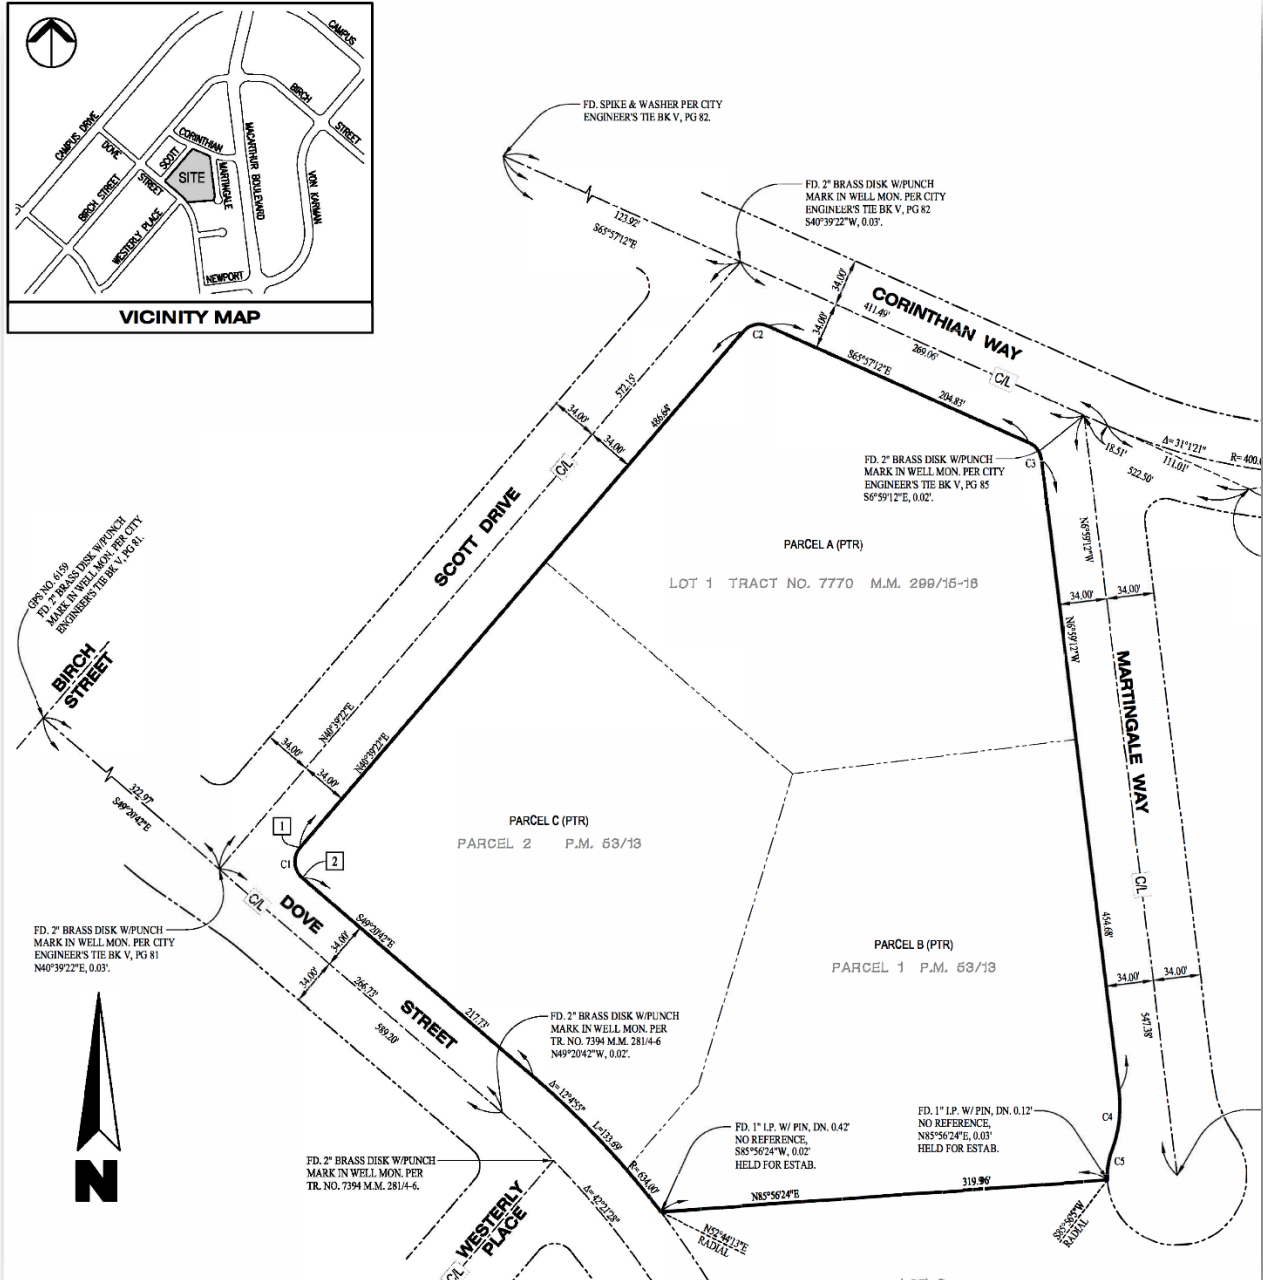 CAMPUS
BIRCH
STREET
CAMPUS DRIVE
DOVE
STREET
SCOTT
CORINTHIAN
MACARTHUR BOULEVARD
MARTINGALE
SITE
VON KARMAN
BIRCH STREET
WESTERLY PLACE
NEWPORT
VICINITY MAP
FD. SPIKE & WASHER PER CITY
ENGINEER'S TIE BK V, PG 82.
123.92'
S65°57'12"E
FD. 2" BRASS DISK W/PUNCH
MARK IN WELL MON. PER CITY
ENGINEER'S TIE BK V, PG 82
S40°39'22"W, 0.03'.
34.00'
34.00'
CORINTHIAN WAY
411.49'
269.06'
C/L
C2
S65°57'12"E
204.83'
572.15'
486.64'
34.00'
34.00'
C/L
SCOTT DRIVE
FD. 2" BRASS DISK W/PUNCH
MARK IN WELL MON. PER CITY
ENGINEER'S TIE BK V, PG 85
S6°59'12"E, 0.02'.
C3
18.51'
Δ=31°1'21"
R=400.
111.01'
522.50'
N6°59'12"W
34.00'
34.00'
N6°59'12"W
PARCEL A (PTR)
LOT 1 TRACT NO. 7770 M.M. 299/15-16
GPS NO. 6159
FD. 2" BRASS DISK W/PUNCH
MARK IN WELL MON. PER CITY
ENGINEER'S TIE BK V, PG 81.
BIRCH
STREET
322.97'
S49°20'42"E
N40°39'22"E
34.00'
34.00'
N40°39'22"E
MARTINGALE WAY
C/L
1
2
C1
PARCEL C (PTR)
PARCEL 2 P.M. 53/13
C/L
DOVE
STREET
S49°20'42"E
34.00'
34.00'
266.73'
589.20'
217.73'
FD. 2" BRASS DISK W/PUNCH
MARK IN WELL MON. PER CITY
ENGINEER'S TIE BK V, PG 81
N40°39'22"E, 0.03'.
454.68'
PARCEL B (PTR)
PARCEL 1 P.M. 53/13
34.00'
34.00'
547.38'
FD. 2" BRASS DISK W/PUNCH
MARK IN WELL MON. PER
TR. NO. 7394 M.M. 281/4-6
N49°20'42"W, 0.02'.
Δ=12°4'55"
L=133.69'
R=634.00'
FD. 1" I.P. W/ PIN, DN. 0.42'
NO REFERENCE,
S85°56'24"W, 0.02'
HELD FOR ESTAB.
FD. 1" I.P. W/ PIN, DN. 0.12'
NO REFERENCE,
N85°56'24"E, 0.03'
HELD FOR ESTAB.
C4
C5
N
FD. 2" BRASS DISK W/PUNCH
MARK IN WELL MON. PER
TR. NO. 7394 M.M. 281/4-6.
Δ=42°21'28"
WESTERLY
PLACE
C/L
N85°56'24"E
319.96'
N52°44'13"E
RADIAL
RADIAL